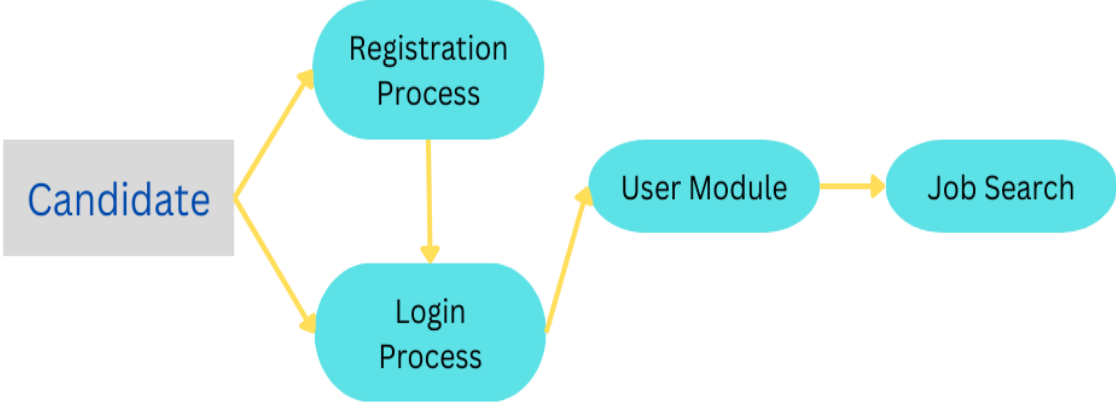 Registration
Process
Candidate
User Module
Job Search
Login
Process